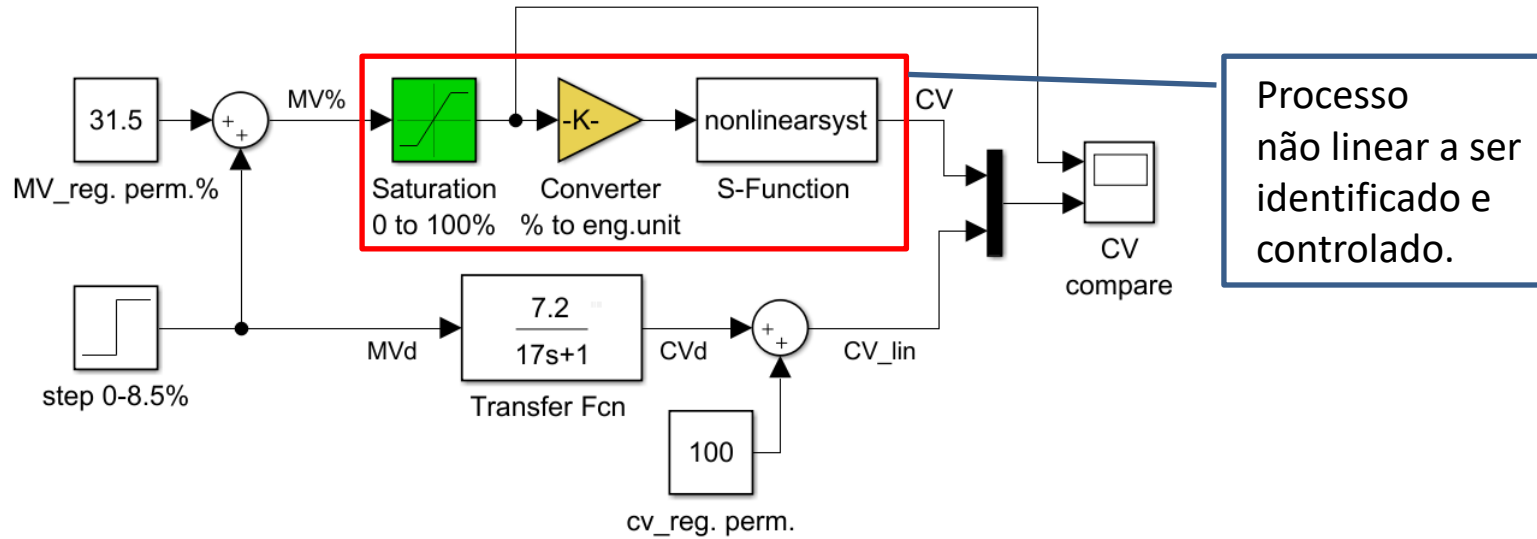 31.5
MV_reg. perm.%
+
+
MV%
Saturation
0 to 100%
-K-
Converter
% to eng.unit
nonlinearsyst
S-Function
CV
CV
compare
Processo
não linear a ser
identificado e
controlado.
step 0-8.5%
MVd
7.2
17s+1
Transfer Fcn
CVd
+
+
CV_lin
100
cv_reg. perm.